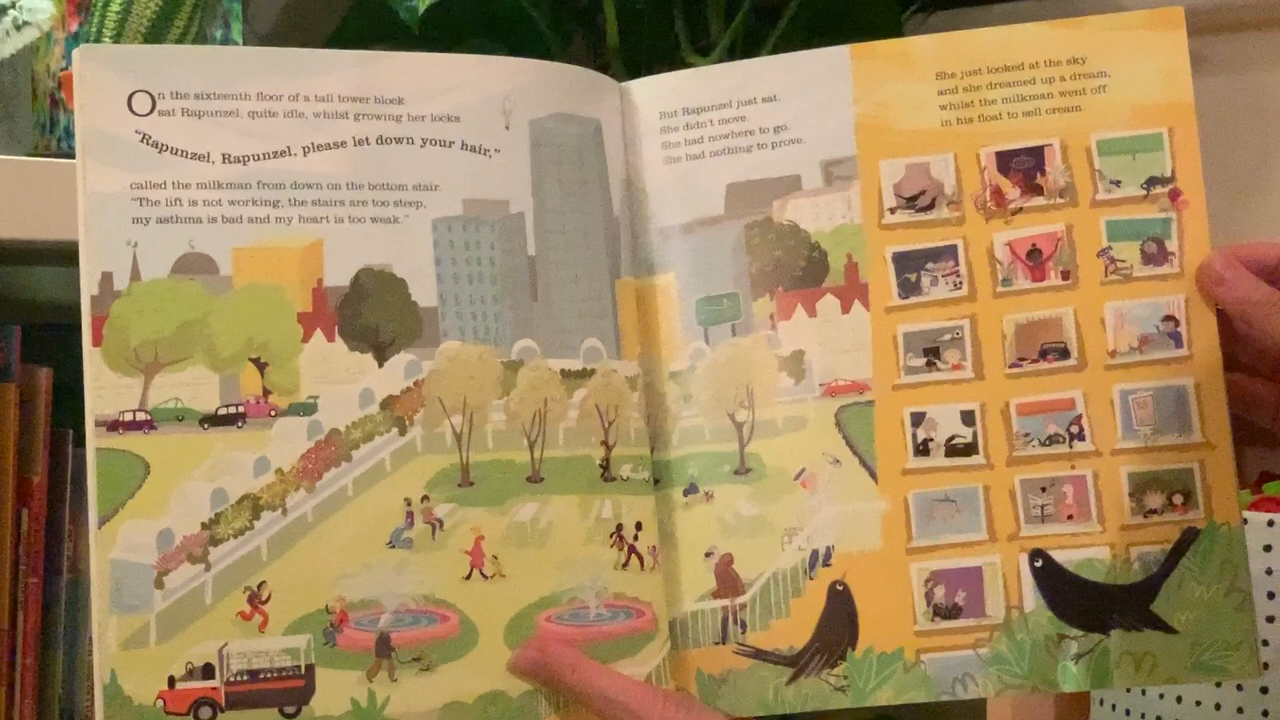 On the sixteenth floor of a tall tower block
sat Rapunzel, quite idle, whilst growing her locks.
“Rapunzel, Rapunzel, please let down your hair,”
called the milkman from down on the bottom stair.
“The lift is not working, the stairs are too steep,
my asthma is bad and my heart is too weak.”
But Rapunzel just sat.
She didn’t move.
She had nowhere to go.
She had nothing to prove.
She just looked at the sky
and she dreamed up a dream,
whilst the milkman went off
in his float to sell cream.